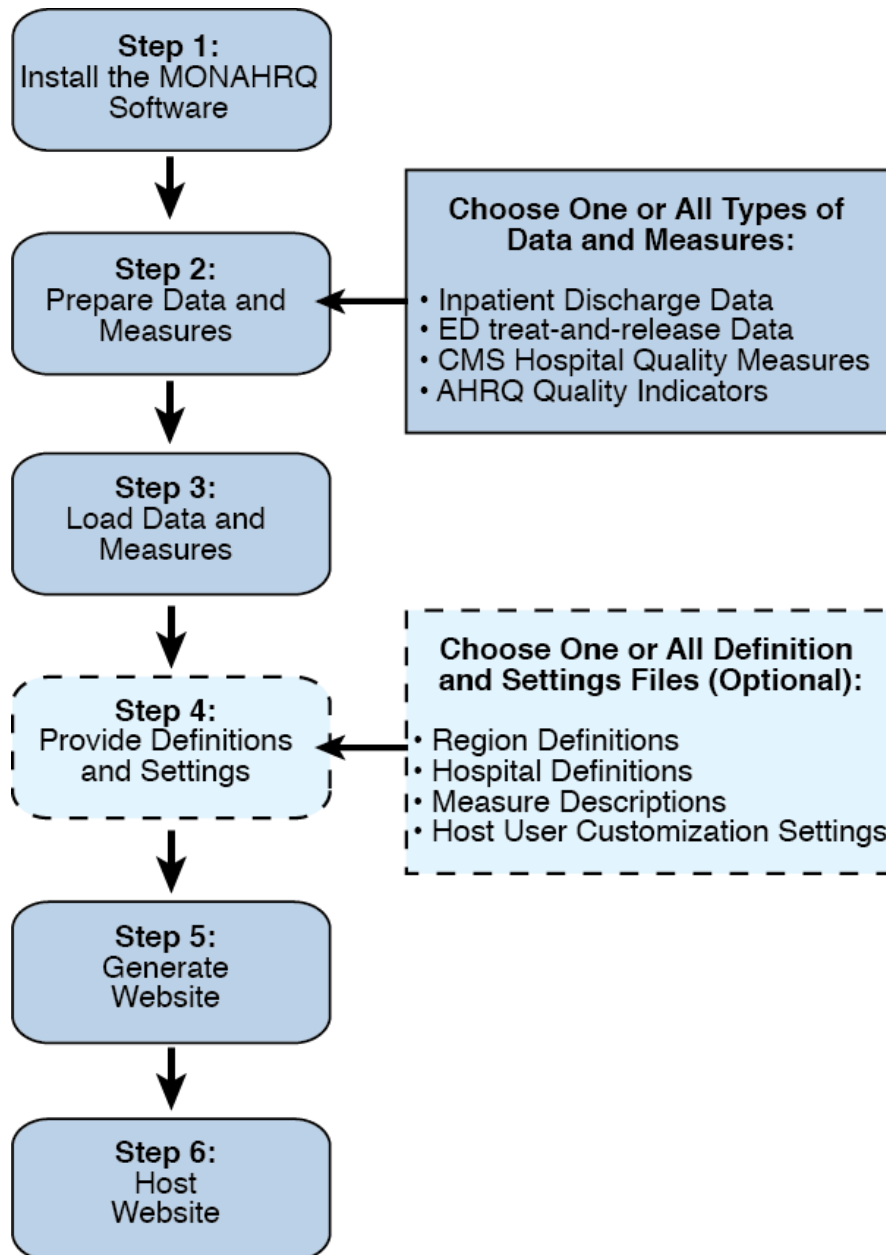 Step 1:
Install the MONAHRQ
Software
Choose One or All Types of
Data and Measures:
• Inpatient Discharge Data
• ED treat-and-release Data
• CMS Hospital Quality Measures
• AHRQ Quality Indicators
Step 2:
Prepare Data and
Measures
Step 3:
Load Data and
Measures
Choose One or All Definition
and Settings Files (Optional):
• Region Definitions
• Hospital Definitions
• Measure Descriptions
• Host User Customization Settings
Step 4:
Provide Definitions
and Settings
Step 5:
Generate
Website
Step 6:
Host
Website